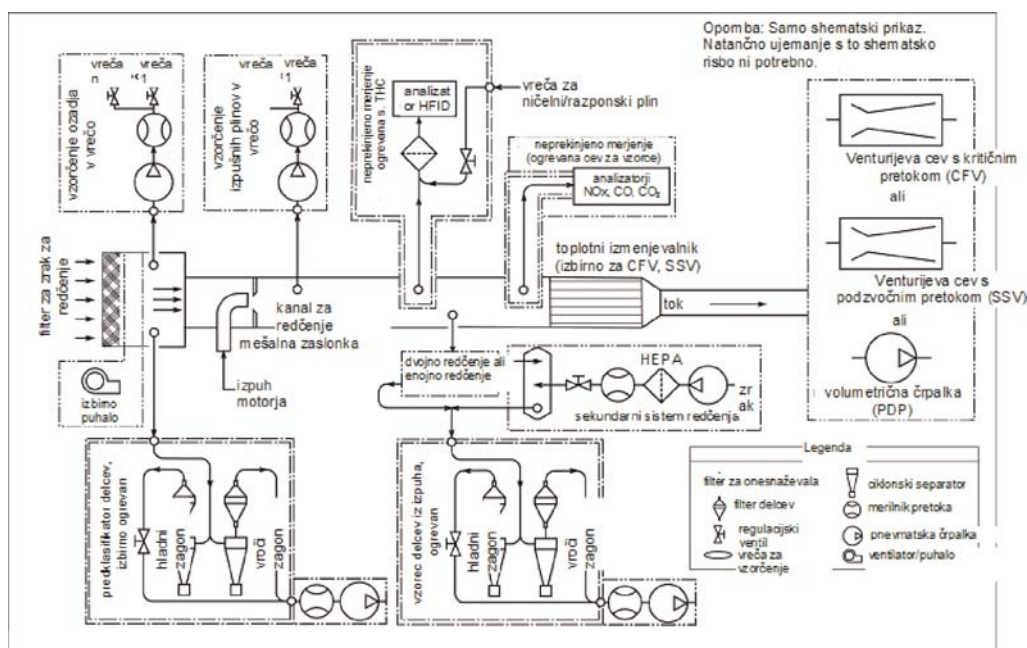 Opomba: Samo shematski prikaz.
Natančno ujemanje s to shematsko
risbo ni potrebno.
vreča vreča
n "<1
vzorčenje ozadja
v vrečo
vreča vreča
1
vzorčenje
izpušnih plinov v
vrečo
neprekinjeno merjenje
ogrevana s. THC
analizat
or HFID
vreča za
ničelni/razponski plin
neprekinjeno merjenje
(ogrevana cev za vzorce)
analizatorji
NOx, CO, CO₂
Venturijeva cev s kritičnim
pretokom (CFV)
ali
Venturijeva cev s
podzvočnim pretokom (SSV)
ali
volumetrična črpalka
(PDP)
filter za zrak za
redčenje
toplotni izmenjevalnik
(izbirno za CFV, SSV)
tok
kanal za
redčenje
mešalna zaslonka
izpuh
motorja
izbirno
puhalo
dvojno redčenje ali
enojno redčenje
HEPA
zr
ak
sekundarni sistem redčenja
predklasifikator delcev,
izbirno ogrevan
hladni
zagon
vroči
zagon
vzorec delcev iz izpuha,
ogrevan
hladni
zagon
vroči
zagon
Legenda
filter za onesnaževala
filter delcev
regulacijski
ventil
vreča za
vzorčenje
ciklonski separator
merilnik pretoka
pnevmatska črpalka
ventilator/puhalo